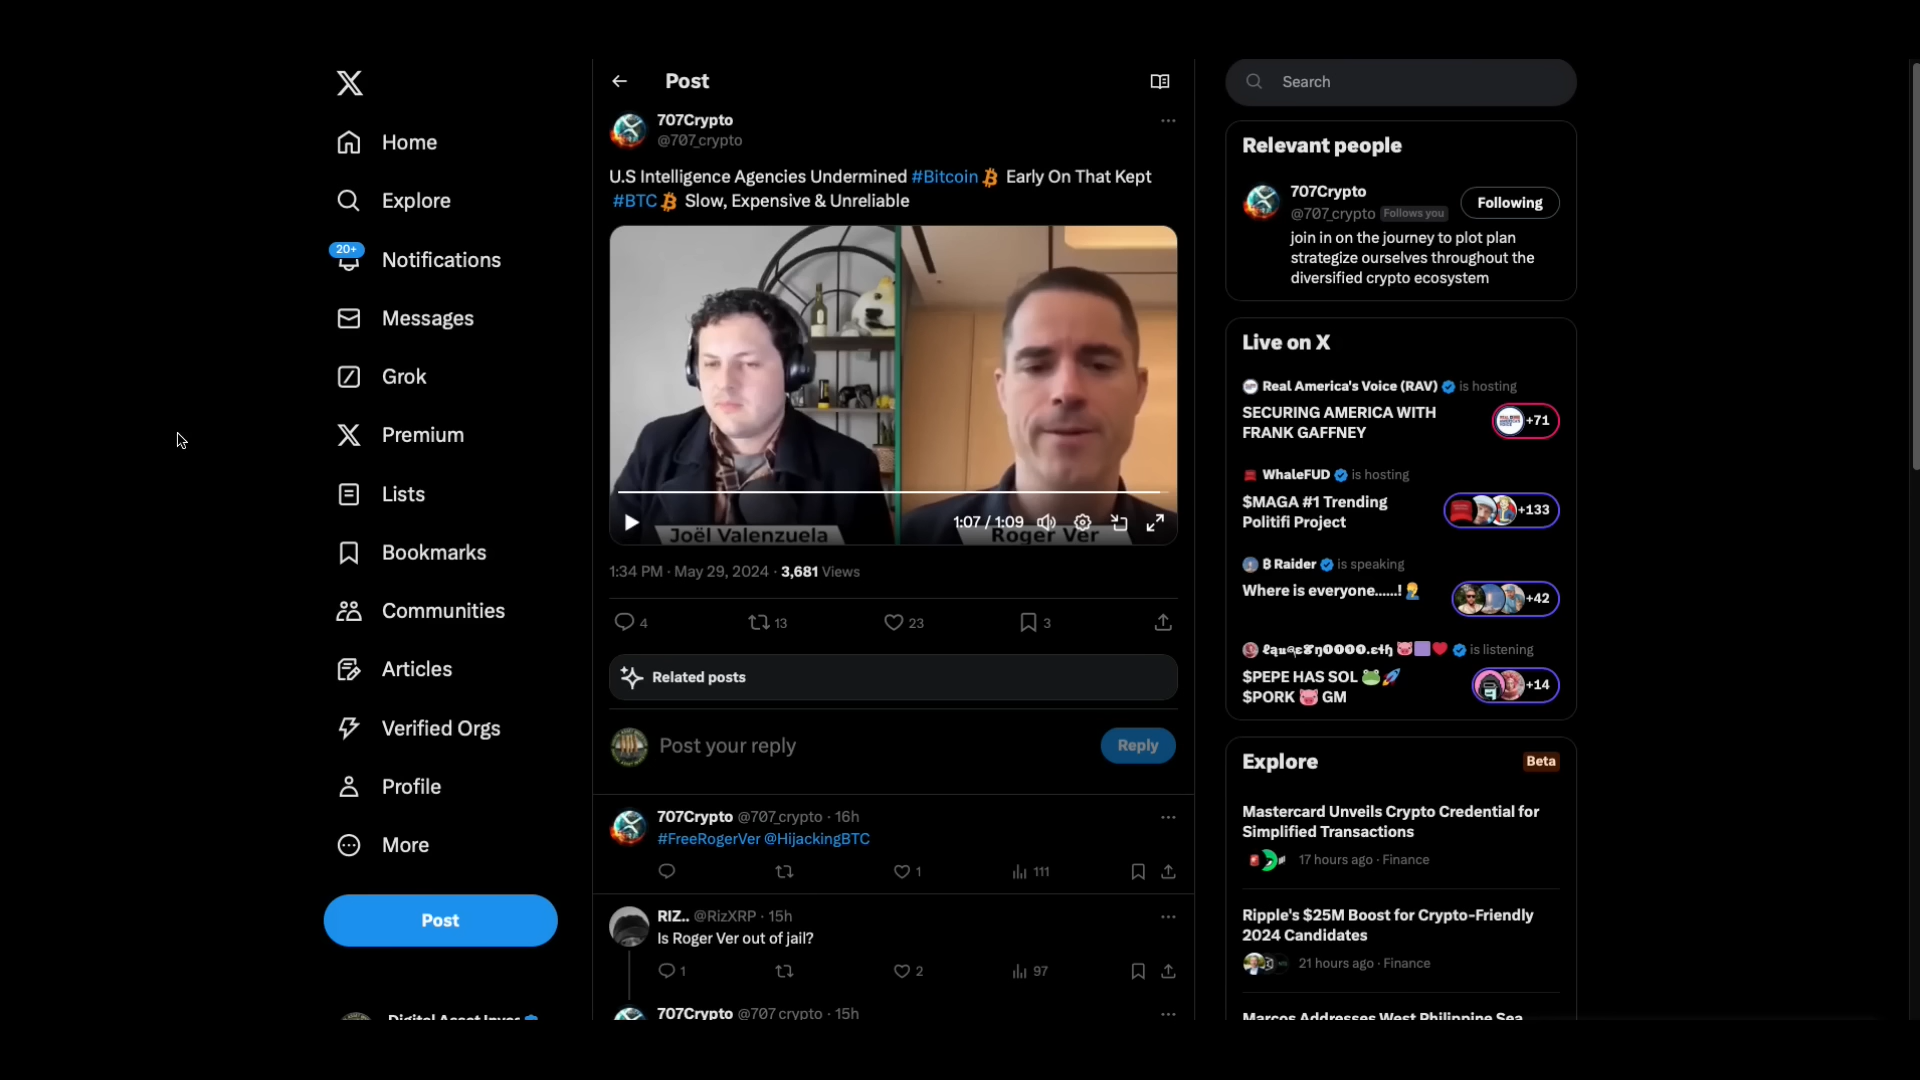 Home
Explore
20+
Notifications
Messages
Grok
Premium
Lists
Bookmarks
Communities
Articles
Verified Orgs
Profile
More
Post
Post
707Crypto
@707_crypto
U.S Intelligence Agencies Undermined #Bitcoin Early On That Kept
#BTC Slow, Expensive & Unreliable
1:07 / 1:09
Joël Valenzuela
Roger Ver
1:34 PM · May 29, 2024 · 3,681 Views
4
13
23
3
Related posts
Post your reply
Reply
707Crypto @707_crypto · 16h
#FreeRogerVer @HijackingBTC
1
111
RIZ.. @RizXRP · 15h
Is Roger Ver out of jail?
1
2
97
707Crypto @707_crypto · 15h
Search
Relevant people
707Crypto
@707_crypto Follows you
Following
join in on the journey to plot plan
strategize ourselves throughout the
diversified crypto ecosystem
Live on X
Real America's Voice (RAV) is hosting
SECURING AMERICA WITH
FRANK GAFFNEY
+71
WhaleFUD is hosting
$MAGA #1 Trending
Politifi Project
+133
₿ Raider is speaking
Where is everyone......!
+42
is listening
$PEPE HAS SOL
$PORK GM
+14
Explore
Beta
Mastercard Unveils Crypto Credential for
Simplified Transactions
17 hours ago · Finance
Ripple's $25M Boost for Crypto-Friendly
2024 Candidates
21 hours ago · Finance
Marcos Addresses West Philippine Sea
Digital Asset Inves